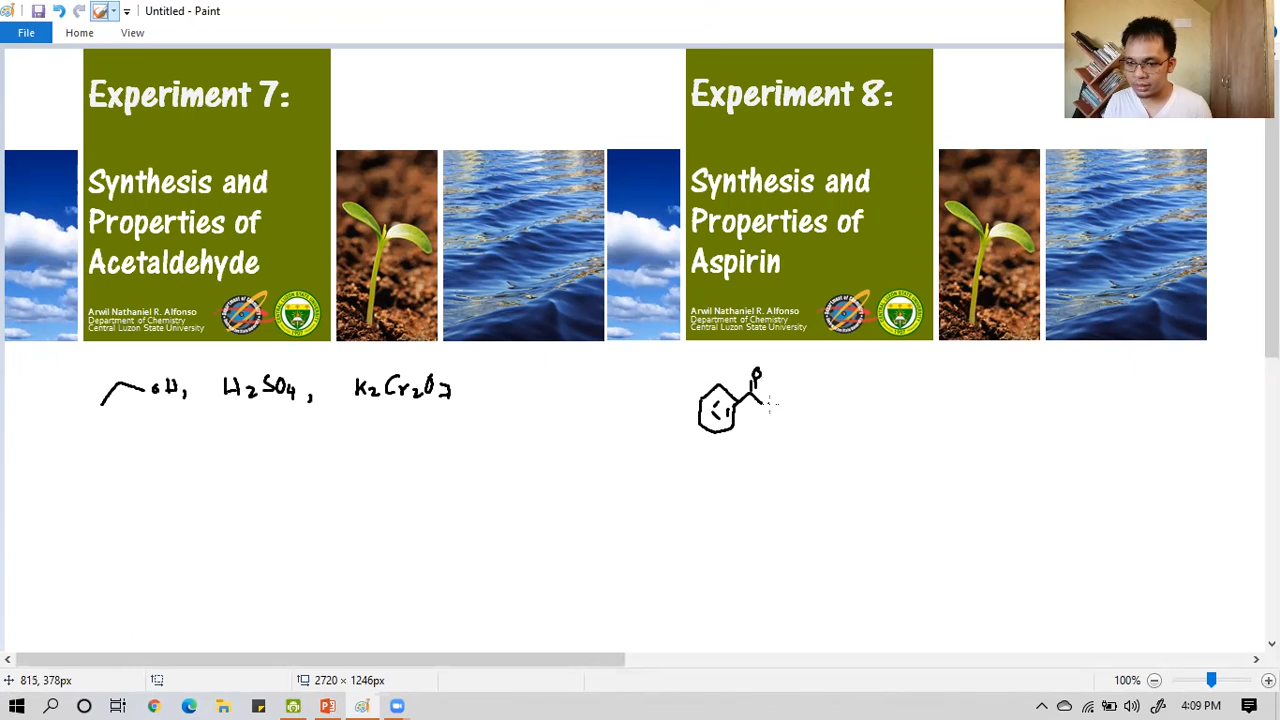 Untitled - Paint
File Home View
Experiment 7:
Synthesis and
Properties of
Acetaldehyde
Arwil Nathaniel R. Alfonso
Department of Chemistry
Central Luzon State University
Experiment 8:
Synthesis and
Properties of
Aspirin
Arwil Nathaniel R. Alfonso
Department of Chemistry
Central Luzon State University
OH, H2SO4, K2Cr2O7
O
815, 378px
2720 × 1246px
100%
4:09 PM